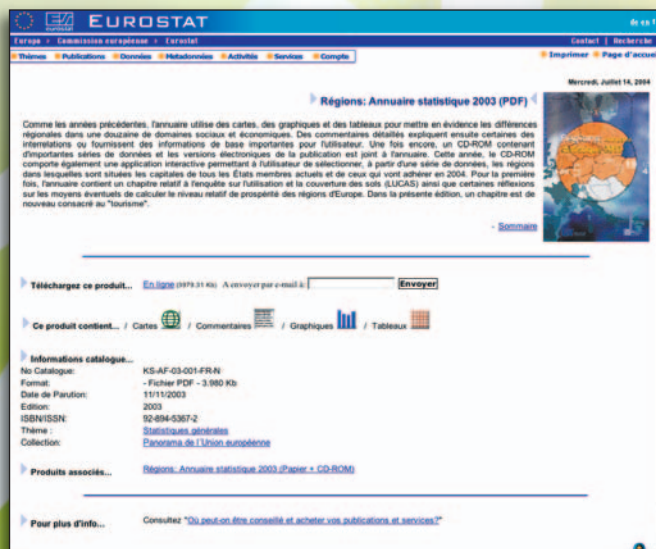 EUROSTAT
eurostat
de en f
Europa > Commission européenne > Eurostat
Contact | Recherche
Thèmes Publications Données Metadonnées Activités Services Compte
Imprimer Page d'accuei
Mercredi, Juillet 14, 2004
Régions: Annuaire statistique 2003 (PDF)
Comme les années précédentes, l'annuaire utilise des cartes, des graphiques et des tableaux pour mettre en évidence les différences
régionales dans une douzaine de domaines sociaux et économiques. Des commentaires détaillés expliquent ensuite certaines des
interrelations ou fournissent des informations de base importantes pour l'utilisateur. Une fois encore, un CD-ROM contenant
d'importantes séries de données et les versions électroniques de la publication est joint à l'annuaire. Cette année, le CD-ROM
comporte également une application interactive permettant à l'utilisateur de sélectionner, à partir d'une série de données, les régions
dans lesquelles sont situées les capitales de tous les États membres actuels et de ceux qui vont adhérer en 2004. Pour la première
fois, l'annuaire contient un chapitre relatif à l'enquête sur l'utilisation et la couverture des sols (LUCAS) ainsi que certaines réflexions
sur les moyens éventuels de calculer le niveau relatif de prospérité des régions d'Europe. Dans la présente édition, un chapitre est de
nouveau consacré au "tourisme".
- Sommaire
Téléchargez ce produit... En ligne (3979.31 Kb) A envoyer par e-mail à: Envoyer
Ce produit contient... / Cartes / Commentaires / Graphiques / Tableaux
Informations catalogue...
No Catalogue: KS-AF-03-001-FR-N
Format: - Fichier PDF - 3.980 Kb
Date de Parution: 11/11/2003
Edition: 2003
ISBN/ISSN: 92-894-5367-2
Thème : Statistiques générales
Collection: Panorama de l'Union européenne
Produits associés... Régions: Annuaire statistique 2003 (Papier + CD-ROM)
Pour plus d'info... Consultez "Où peut-on être conseillé et acheter vos publications et services?"